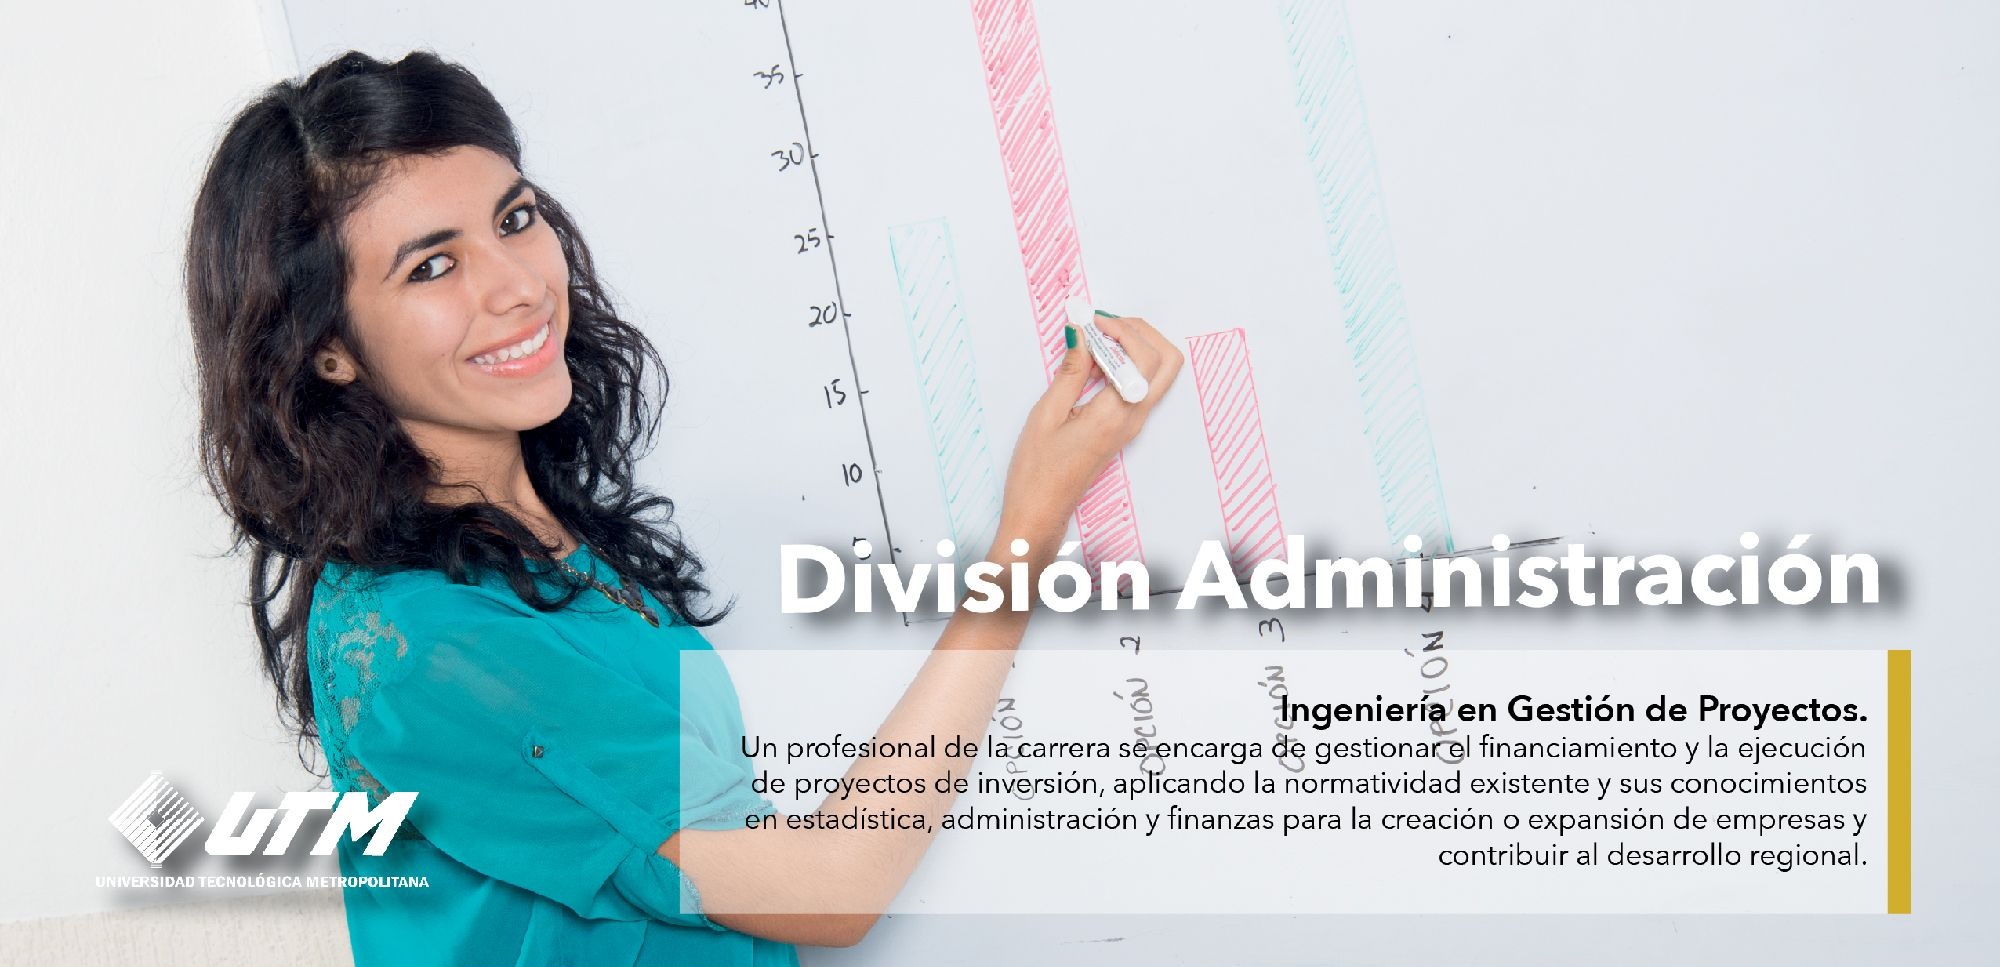 40
35
30
25
20
15
10
5
División Administración
OPCIÓN
OPCIÓN 2
OPCIÓN 3
OPCIÓN 4
Ingeniería en Gestión de Proyectos.
Un profesional de la carrera se encarga de gestionar el financiamiento y la ejecución
de proyectos de inversión, aplicando la normatividad existente y sus conocimientos
en estadística, administración y finanzas para la creación o expansión de empresas y
contribuir al desarrollo regional.
UTM
UNIVERSIDAD TECNOLÓGICA METROPOLITANA